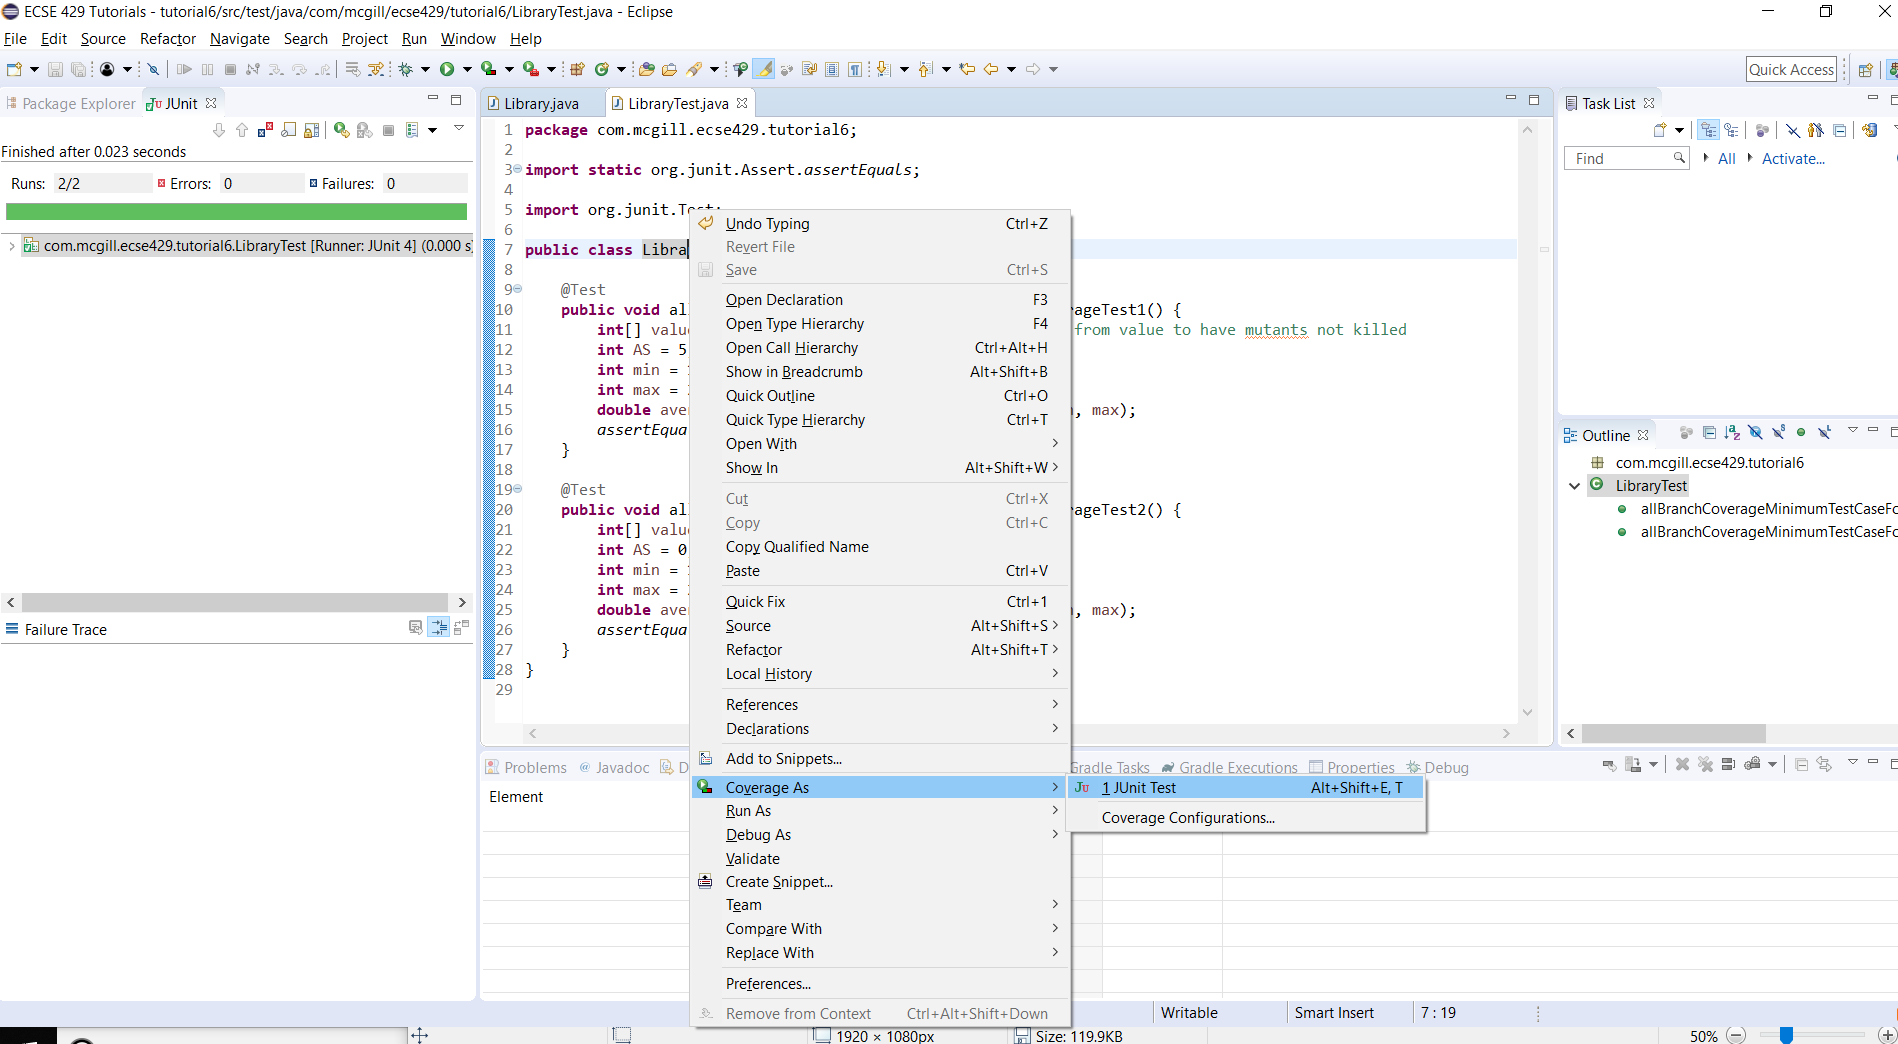 ECSE 429 Tutorials - tutorial6/src/test/java/com/mcgill/ecse429/tutorial6/LibraryTest.java - Eclipse
File Edit Source Refactor Navigate Search Project Run Window Help
Quick Access
Package Explorer JUnit
Finished after 0.023 seconds
Runs: 2/2 Errors: 0 Failures: 0
com.mcgill.ecse429.tutorial6.LibraryTest [Runner: JUnit 4] (0.000 s
Failure Trace
Library.java LibraryTest.java
1 package com.mcgill.ecse429.tutorial6;
2
3 import static org.junit.Assert.assertEquals;
4
5 import org.junit.Test;
6
7 public class Libra
8
9 @Test
10 public void al rageTest1() {
11 int[] valu from value to have mutants not killed
12 int AS = 5
13 int min =
14 int max =
15 double ave , max);
16 assertEqua
17 }
18
19 @Test
20 public void al rageTest2() {
21 int[] valu
22 int AS = 0
23 int min =
24 int max =
25 double ave , max);
26 assertEqua
27 }
28 }
29
Undo Typing Ctrl+Z
Revert File
Save Ctrl+S
Open Declaration F3
Open Type Hierarchy F4
Open Call Hierarchy Ctrl+Alt+H
Show in Breadcrumb Alt+Shift+B
Quick Outline Ctrl+O
Quick Type Hierarchy Ctrl+T
Open With
Show In Alt+Shift+W
Cut Ctrl+X
Copy Ctrl+C
Copy Qualified Name
Paste Ctrl+V
Quick Fix Ctrl+1
Source Alt+Shift+S
Refactor Alt+Shift+T
Local History
References
Declarations
Add to Snippets...
Coverage As
Run As
Debug As
Validate
Create Snippet...
Team
Compare With
Replace With
Preferences...
Remove from Context Ctrl+Alt+Shift+Down
1 JUnit Test Alt+Shift+E, T
Coverage Configurations...
Problems Javadoc D Gradle Tasks Gradle Executions Properties Debug
Element
Task List
Find All Activate...
Outline
com.mcgill.ecse429.tutorial6
LibraryTest
allBranchCoverageMinimumTestCaseFo
allBranchCoverageMinimumTestCaseFo
Writable Smart Insert 7 : 19
1920 × 1080px Size: 119.9KB 50%